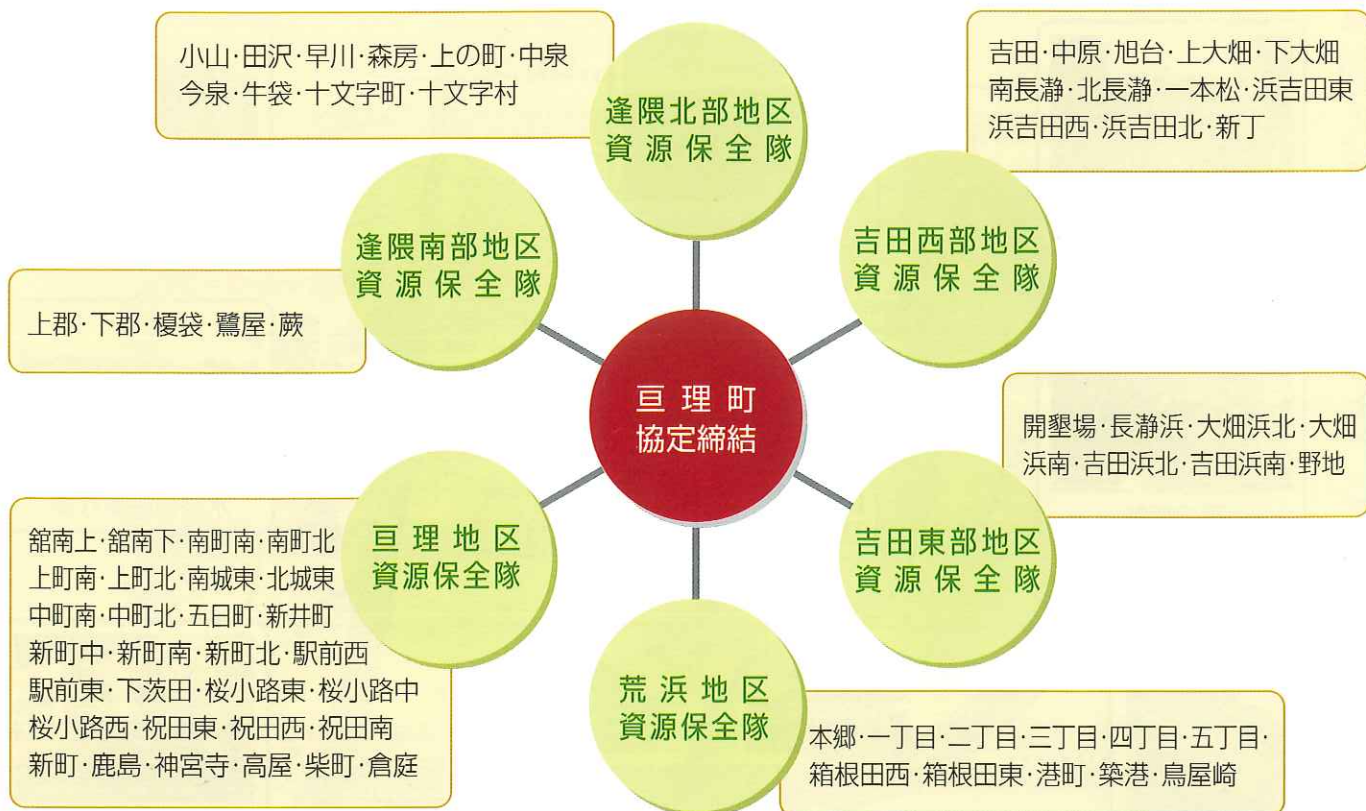 小山・田沢・早川・森房・上の町・中泉
今泉・牛袋・十文字町・十文字村
逢隈北部地区
資源保全隊
吉田・中原・旭台・上大畑・下大畑
南長瀞・北長瀞・一本松・浜吉田東
浜吉田西・浜吉田北・新丁
逢隈南部地区
資源保全隊
吉田西部地区
資源保全隊
上郡・下郡・榎袋・鷺屋・蕨
亘理町
協定締結
開墾場・長瀞浜・大畑浜北・大畑
浜南・吉田浜北・吉田浜南・野地
亘理地区
資源保全隊
吉田東部地区
資源保全隊
舘南上・舘南下・南町南・南町北
上町南・上町北・南城東・北城東
中町南・中町北・五日町・新井町
新町中・新町南・新町北・駅前西
駅前東・下茨田・桜小路東・桜小路中
桜小路西・祝田東・祝田西・祝田南
新町・鹿島・神宮寺・高屋・柴町・倉庭
荒浜地区
資源保全隊
本郷・一丁目・二丁目・三丁目・四丁目・五丁目・
箱根田西・箱根田東・港町・築港・鳥屋崎